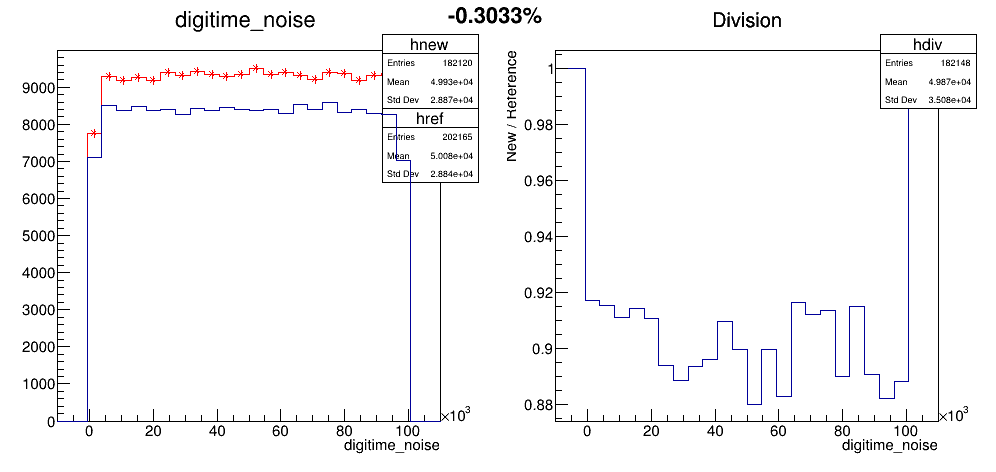 digitime_noise
-0.3033%
Division
hnew
Entries 182120
Mean 4.993e+04
Std Dev 2.887e+04
href
Entries 202165
Mean 5.008e+04
Std Dev 2.884e+04
9000
8000
7000
6000
5000
4000
3000
2000
1000
0
0 20 40 60 80 100
×10³
digitime_noise
hdiv
Entries 182148
Mean 4.987e+04
Std Dev 3.508e+04
New / Reference
1
0.98
0.96
0.94
0.92
0.9
0.88
0 20 40 60 80 100
×10³
digitime_noise